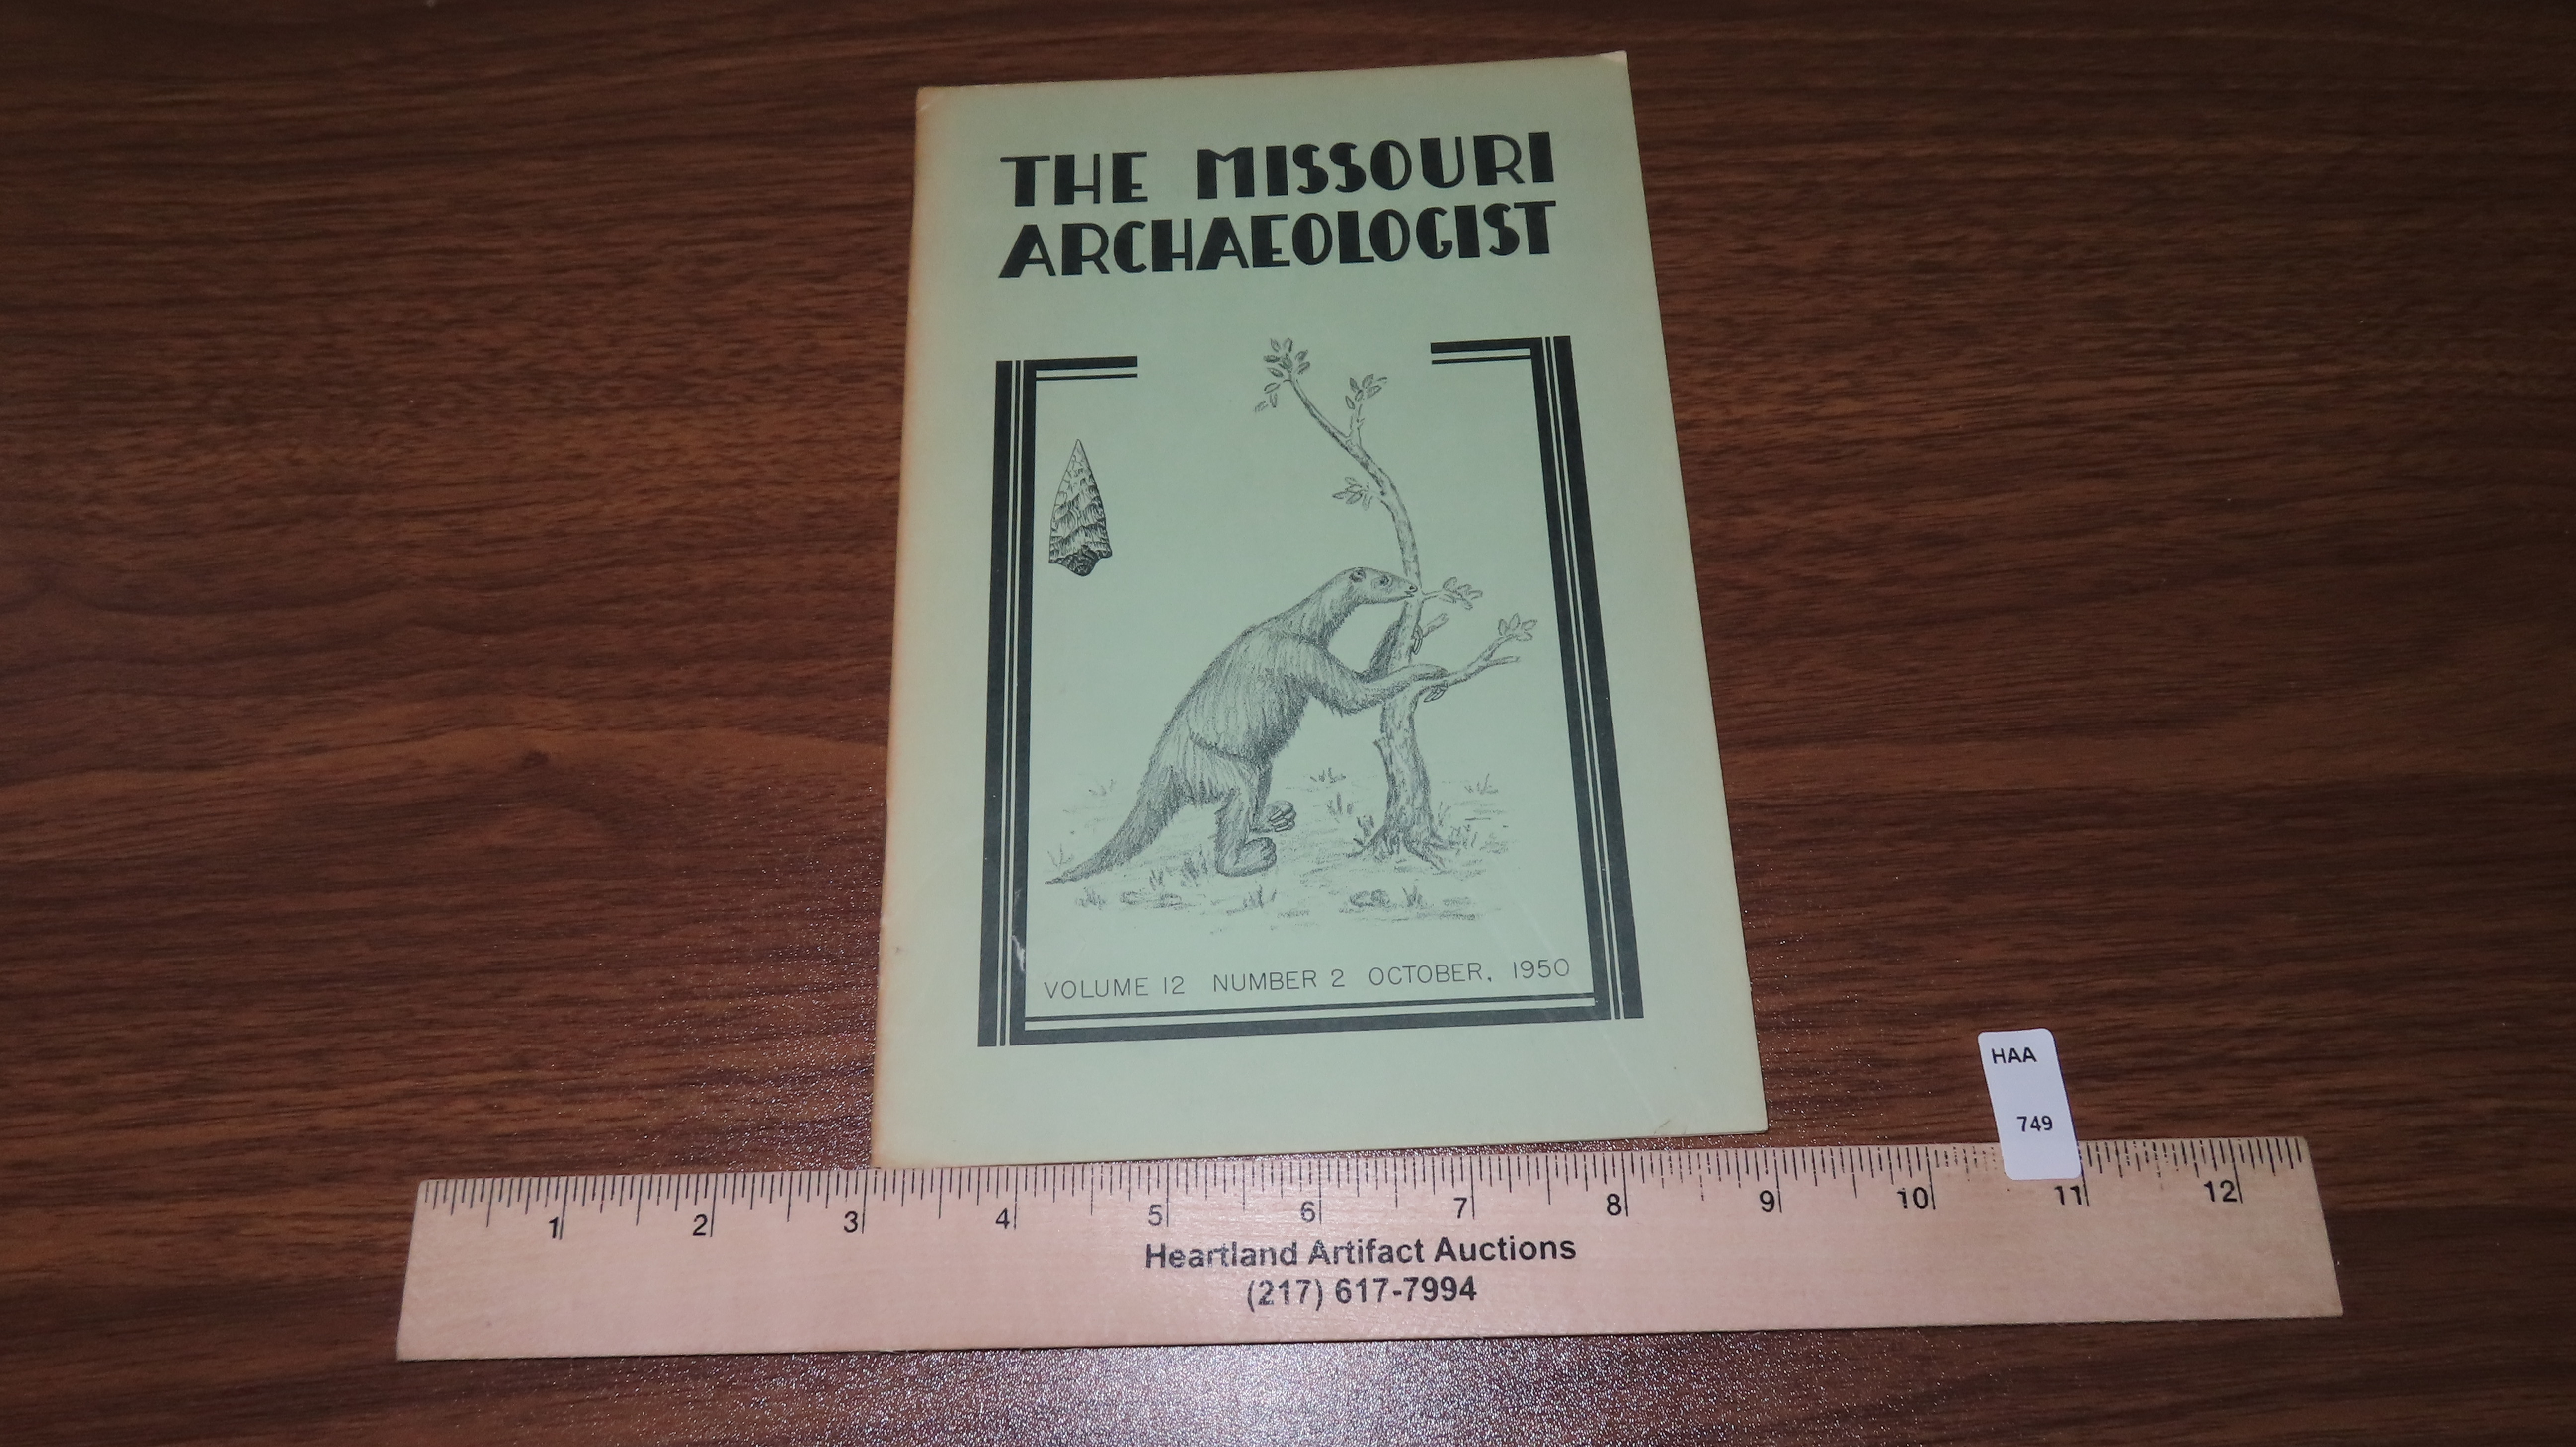 THE MISSOURI
ARCHAEOLOGIST
VOLUME 12 NUMBER 2 OCTOBER, 1950
HAA
749
1 2 3 4 5 6 7 8 9 10 11 12
Heartland Artifact Auctions
(217) 617-7994